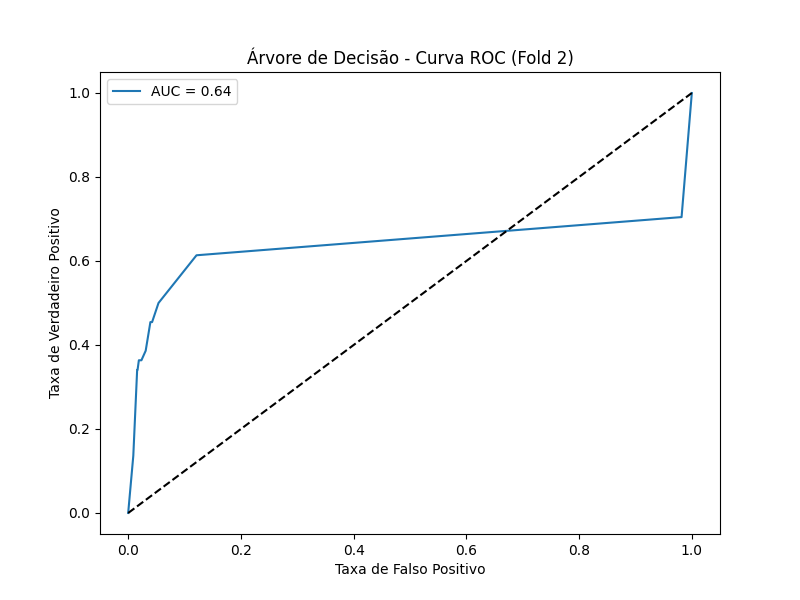 Árvore de Decisão - Curva ROC (Fold 2)
AUC = 0.64
1.0
0.8
0.6
0.4
0.2
0.0
Taxa de Verdadeiro Positivo
0.0 0.2 0.4 0.6 0.8 1.0
Taxa de Falso Positivo